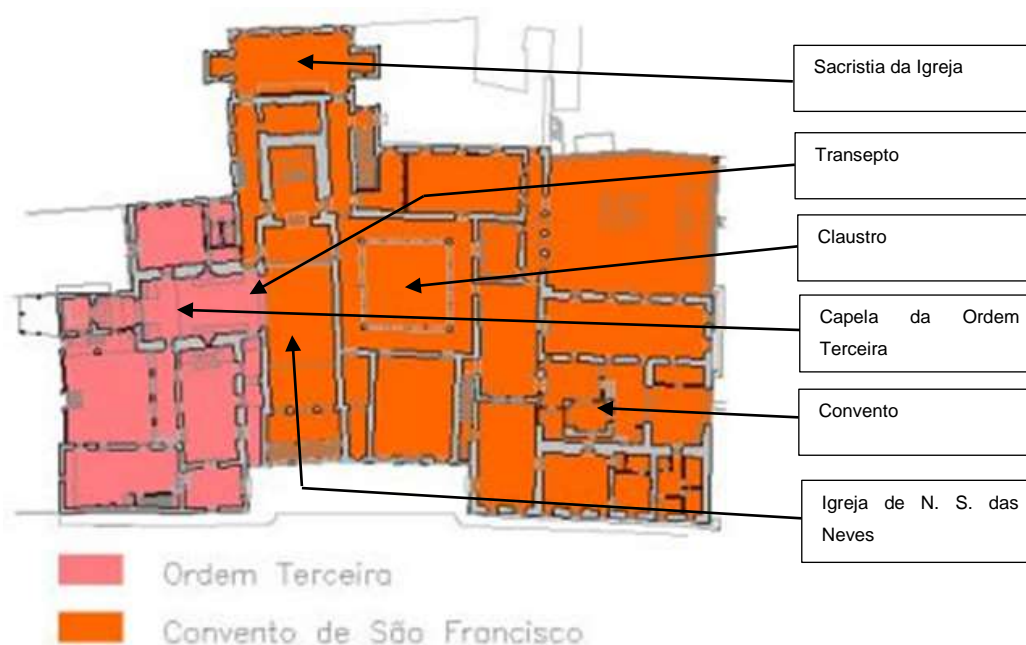 Sacristia da Igreja
Transepto
Claustro
Capela da Ordem
Terceira
Convento
Igreja de N. S. das
Neves
Ordem Terceira
Convento de São Francisco